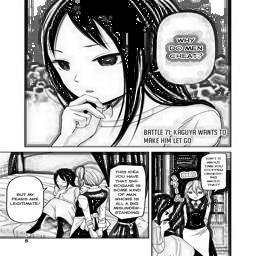 WHY
DO MEN
CHEAT?
BATTLE 71: KAGUYA WANTS TO
MAKE HIM LET GO
ISN'T IT
ABOUT TIME
YOU
STOPPED
OBSESSING
ABOUT
THAT?
THIS IDEA
YOU HAVE
THAT SHI-
ROGANE IS
SOME KIND
OF MAN
WHORE IS
ALL A BIG
MISUNDER-
STANDING
BUT MY
FEARS ARE
LEGITIMATE!
5